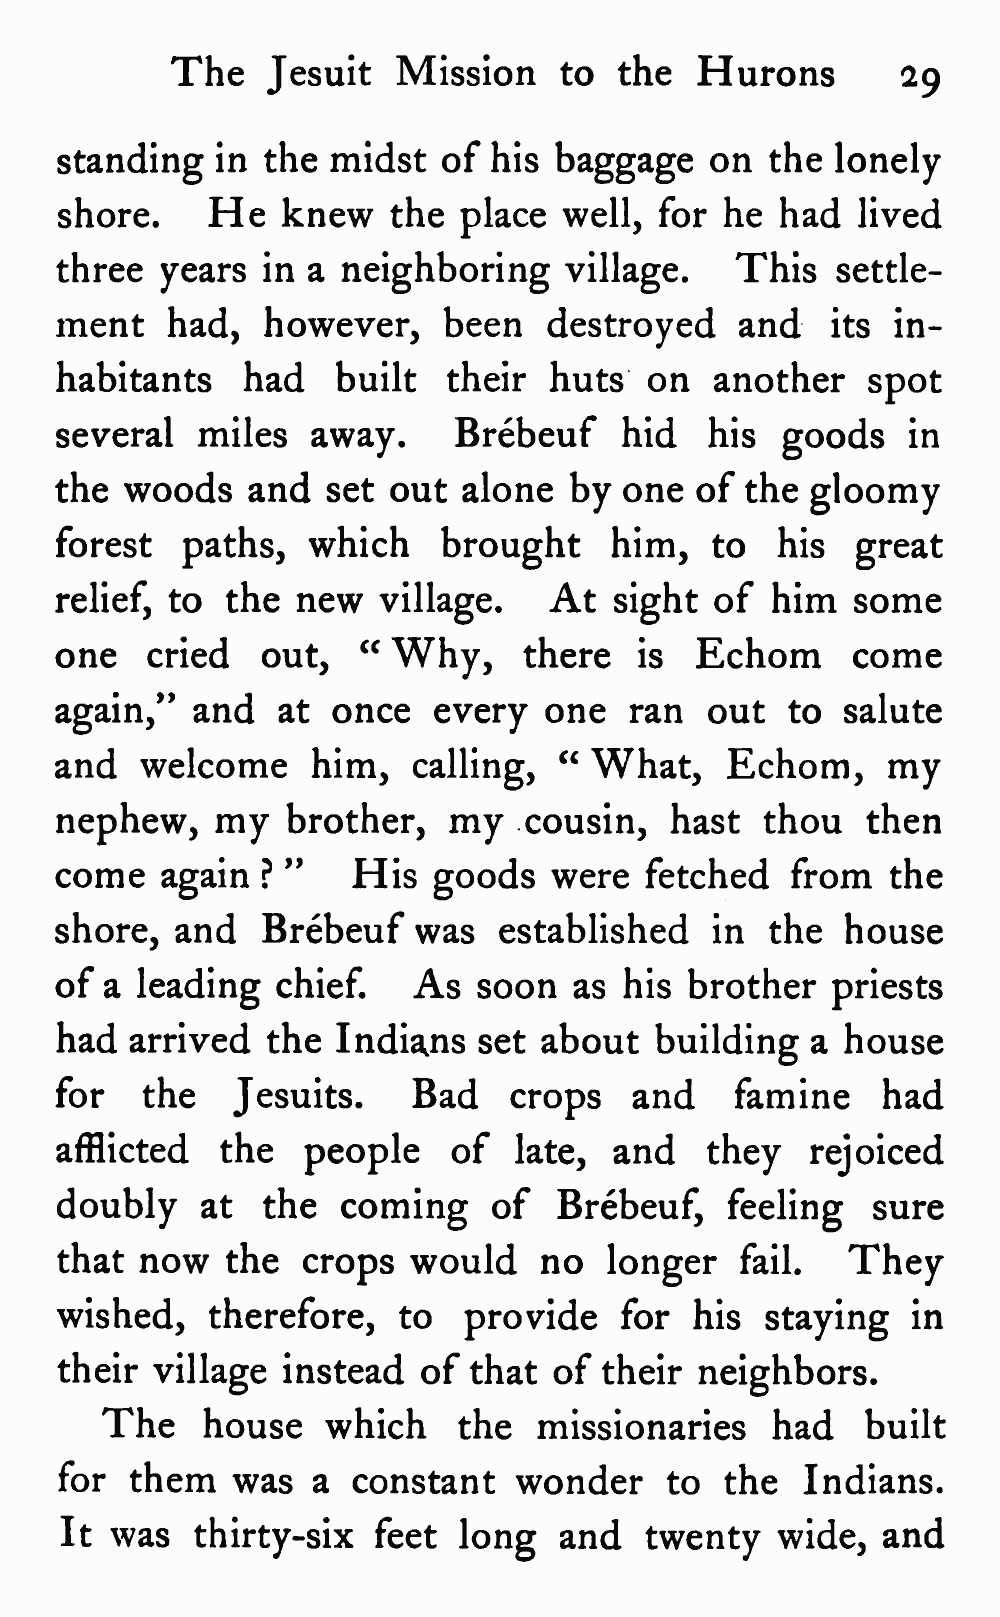 The Jesuit Mission to the Hurons 29
standing in the midst of his baggage on the lonely
shore. He knew the place well, for he had lived
three years in a neighboring village. This settle-
ment had, however, been destroyed and its in-
habitants had built their huts on another spot
several miles away. Brébeuf hid his goods in
the woods and set out alone by one of the gloomy
forest paths, which brought him, to his great
relief, to the new village. At sight of him some
one cried out, “ Why, there is Echom come
again,” and at once every one ran out to salute
and welcome him, calling, “ What, Echom, my
nephew, my brother, my cousin, hast thou then
come again ? ” His goods were fetched from the
shore, and Brébeuf was established in the house
of a leading chief. As soon as his brother priests
had arrived the Indians set about building a house
for the Jesuits. Bad crops and famine had
afflicted the people of late, and they rejoiced
doubly at the coming of Brébeuf, feeling sure
that now the crops would no longer fail. They
wished, therefore, to provide for his staying in
their village instead of that of their neighbors.
The house which the missionaries had built
for them was a constant wonder to the Indians.
It was thirty-six feet long and twenty wide, and